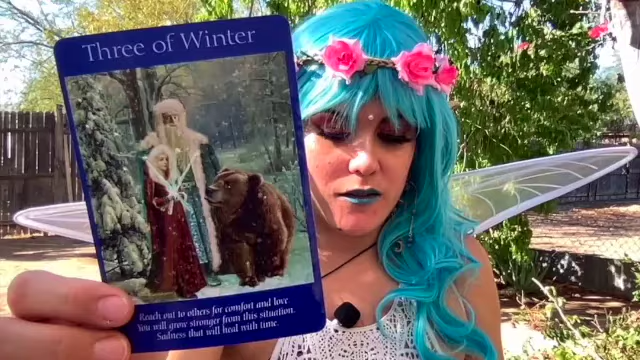 Three of Winter
Reach out to others for comfort and love
You will grow stronger from this situation.
Sadness that will heal with time.